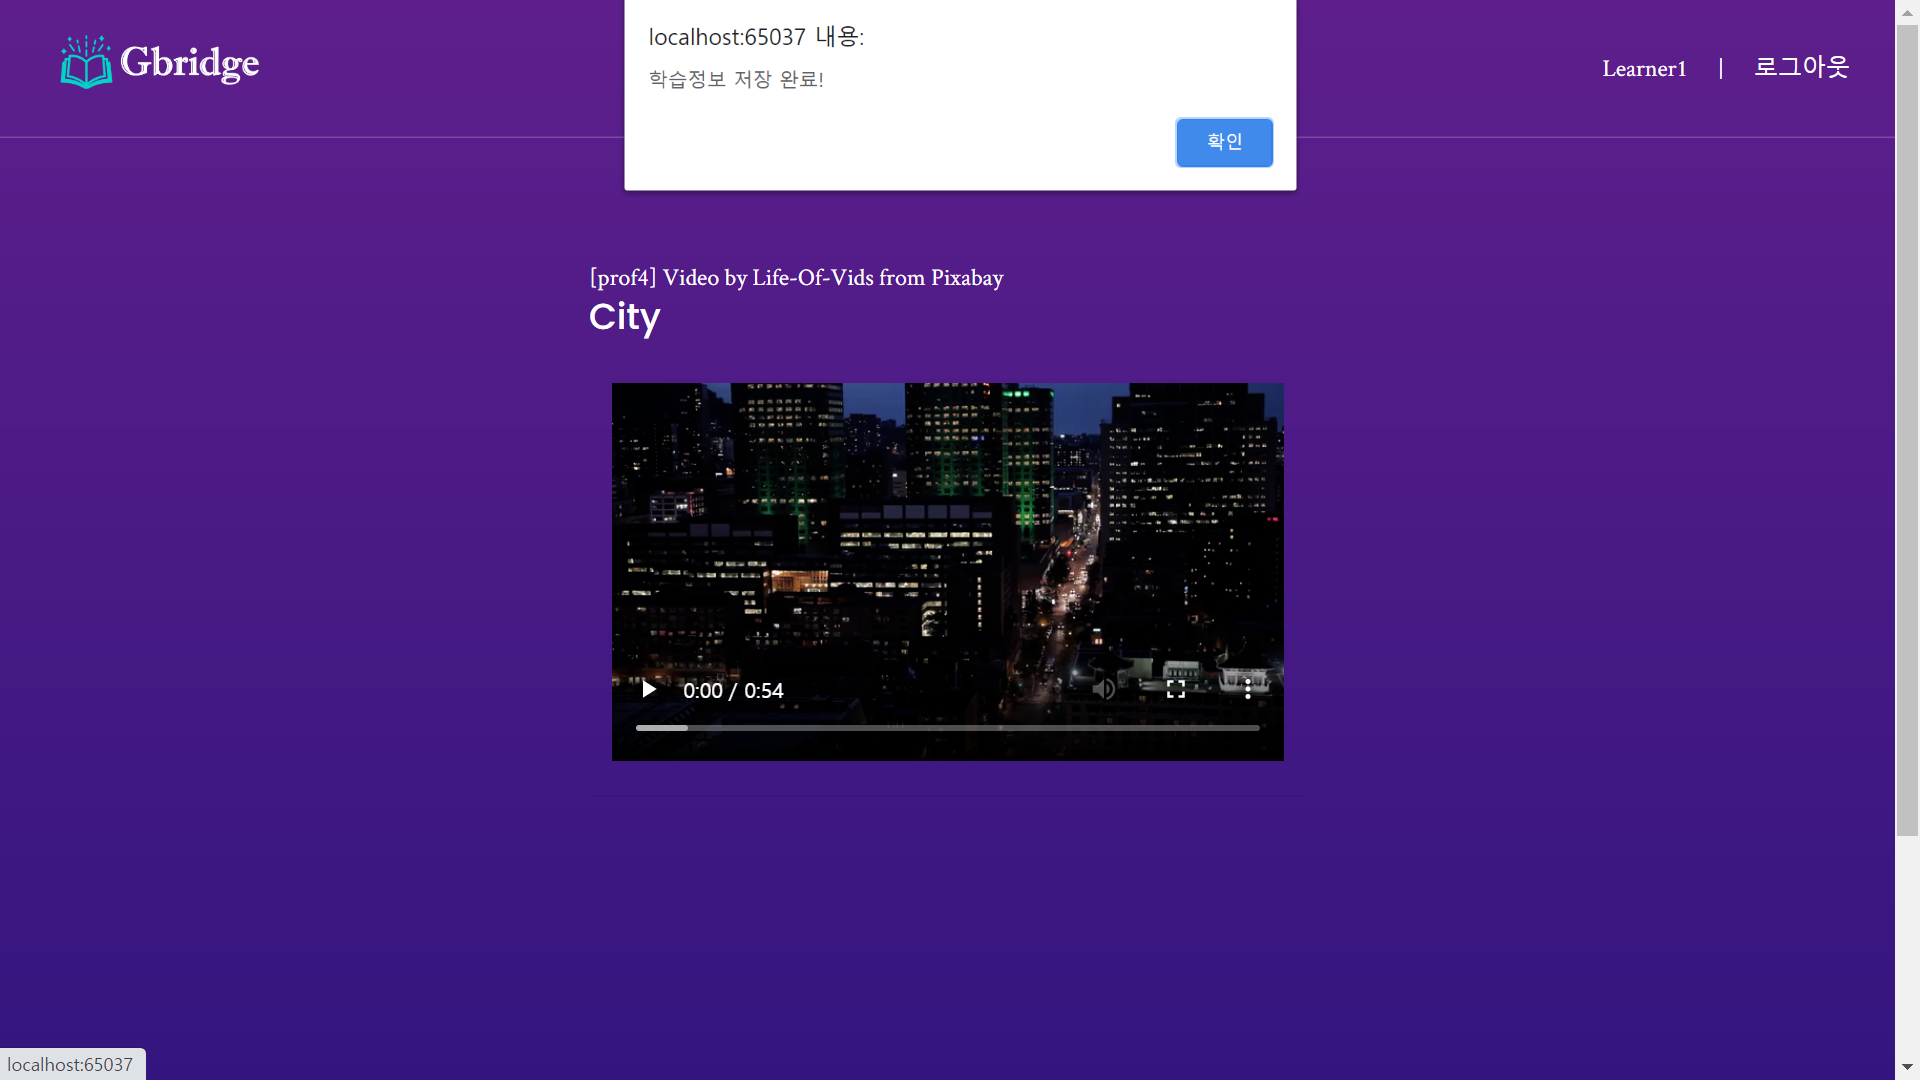 localhost:65037 내용:
학습정보 저장 완료!
확인
Gbridge
Learner1 | 로그아웃
[prof4] Video by Life-Of-Vids from Pixabay
City
0:00 / 0:54
localhost:65037